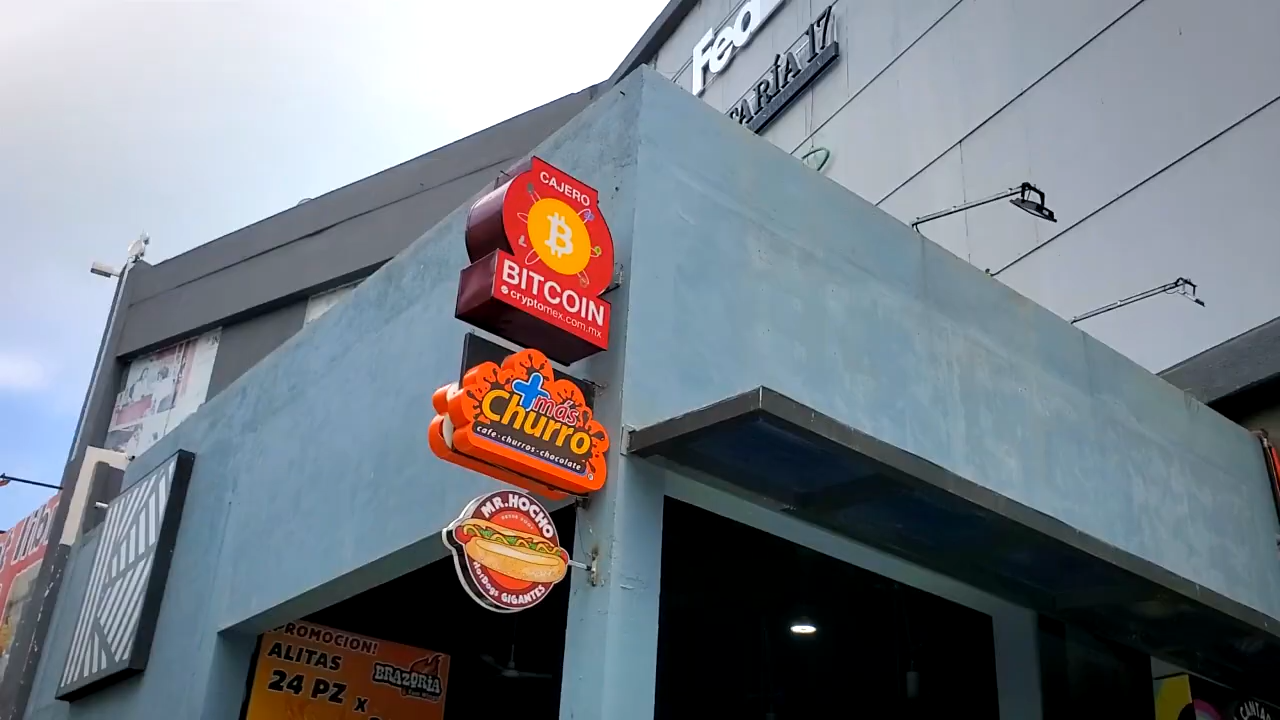 Fed
TARÍA 17
CAJERO
BITCOIN
cryptomex.com.mx
+más
Churro
cafe·churros·chocolate
MR.HOCHO
HotDogs GIGANTES
PROMOCION!
ALITAS
24 PZ x
BRAZORIA